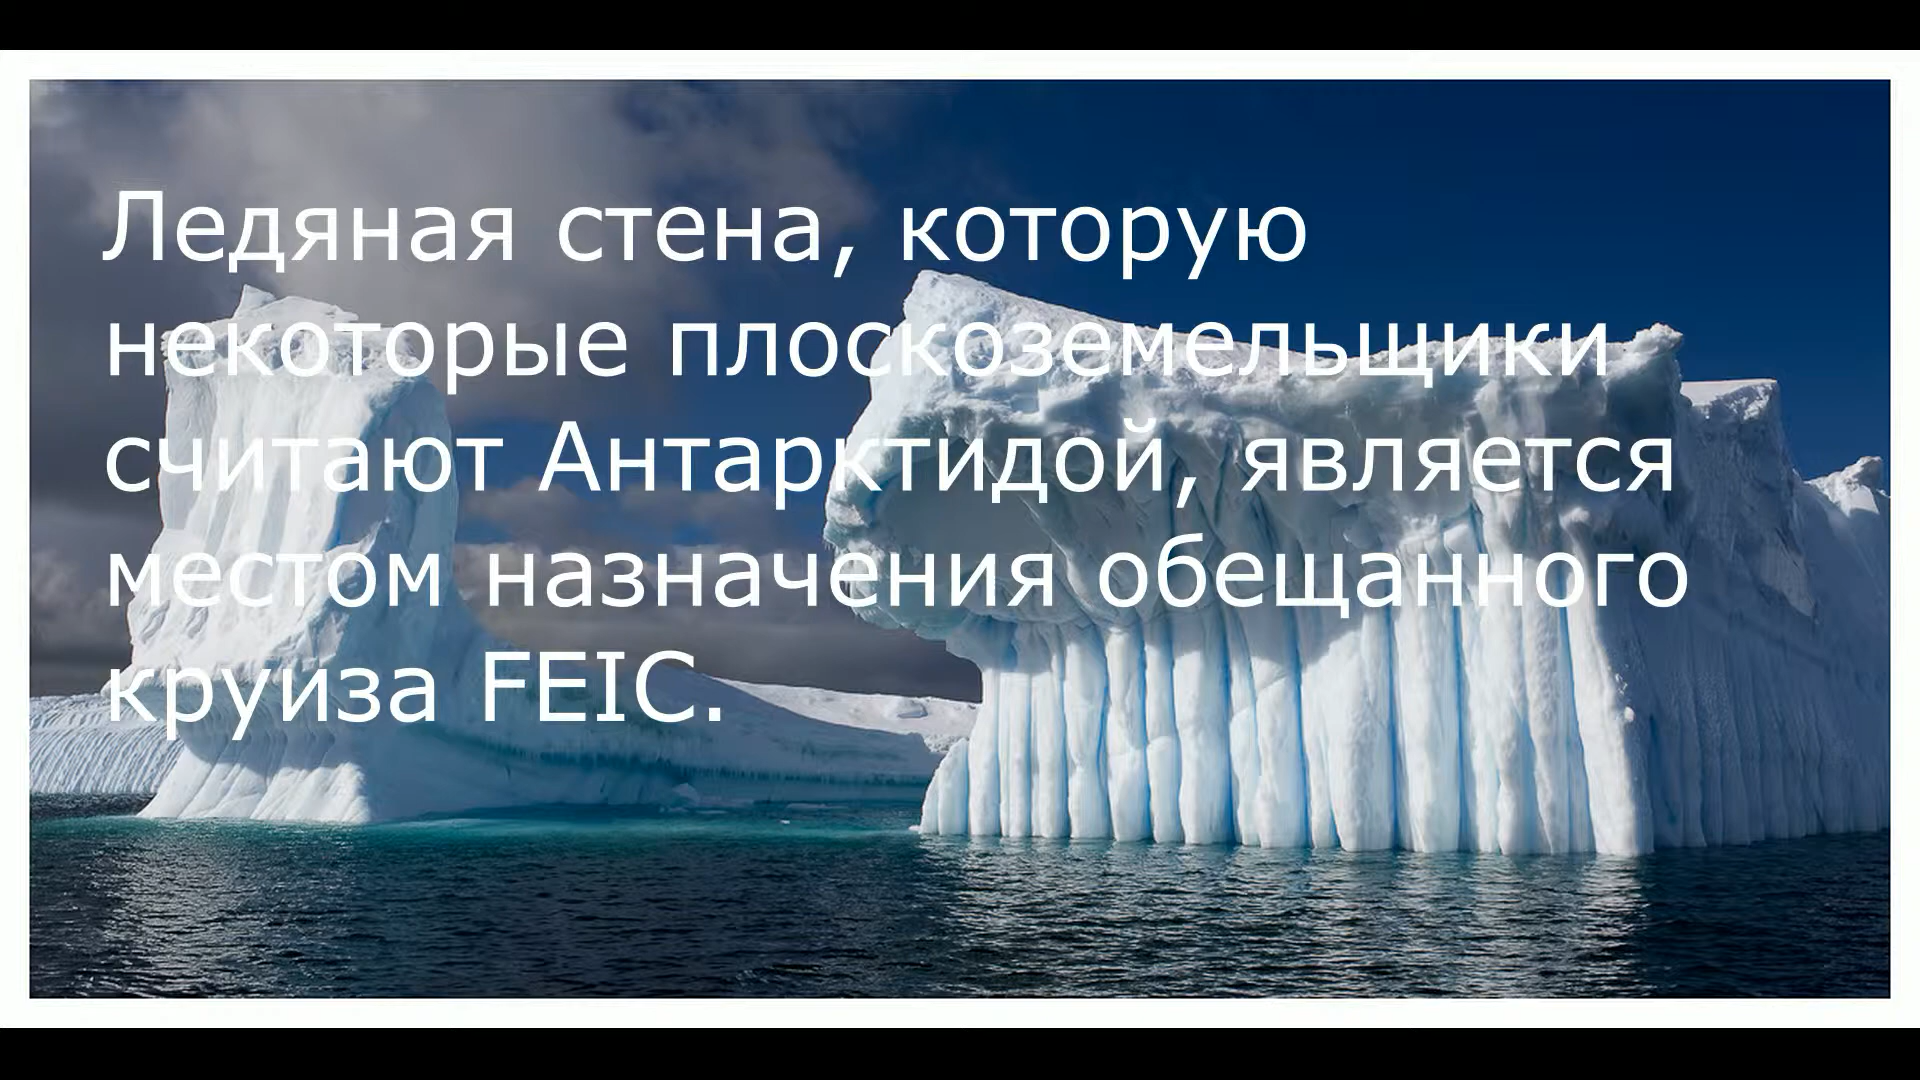 Ледяная стена, которую
некоторые плоскоземельщики
считают Антарктидой, является
местом назначения обещанного
круиза FEIC.